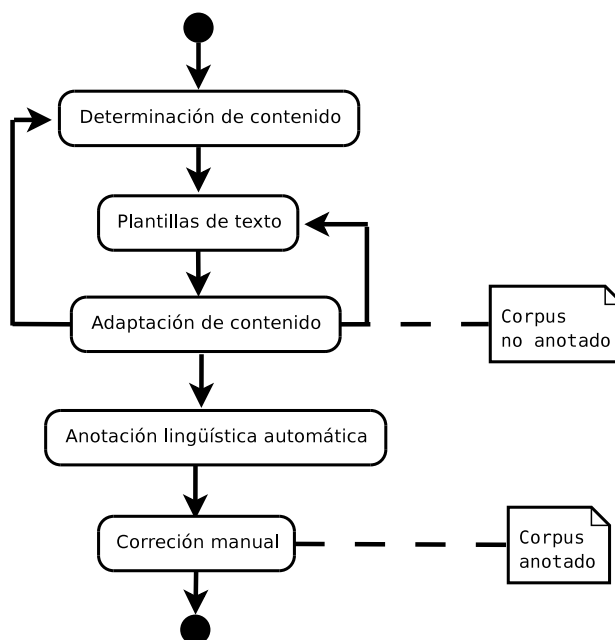 Determinación de contenido
Plantillas de texto
Adaptación de contenido
Corpus
no anotado
Anotación lingüística automática
Correción manual
Corpus
anotado